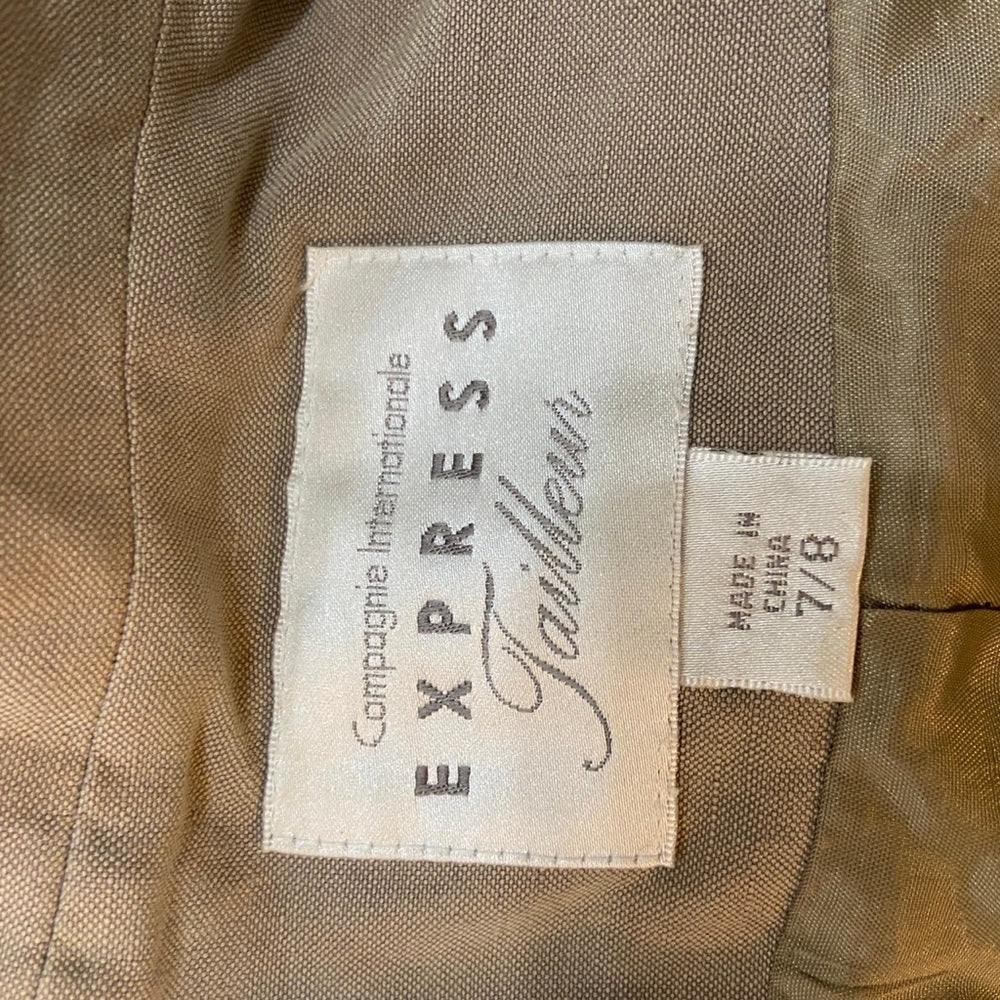 Compagnie Internationale
EXPRESS
Tailleur
MADE IN
CHINA
7/8